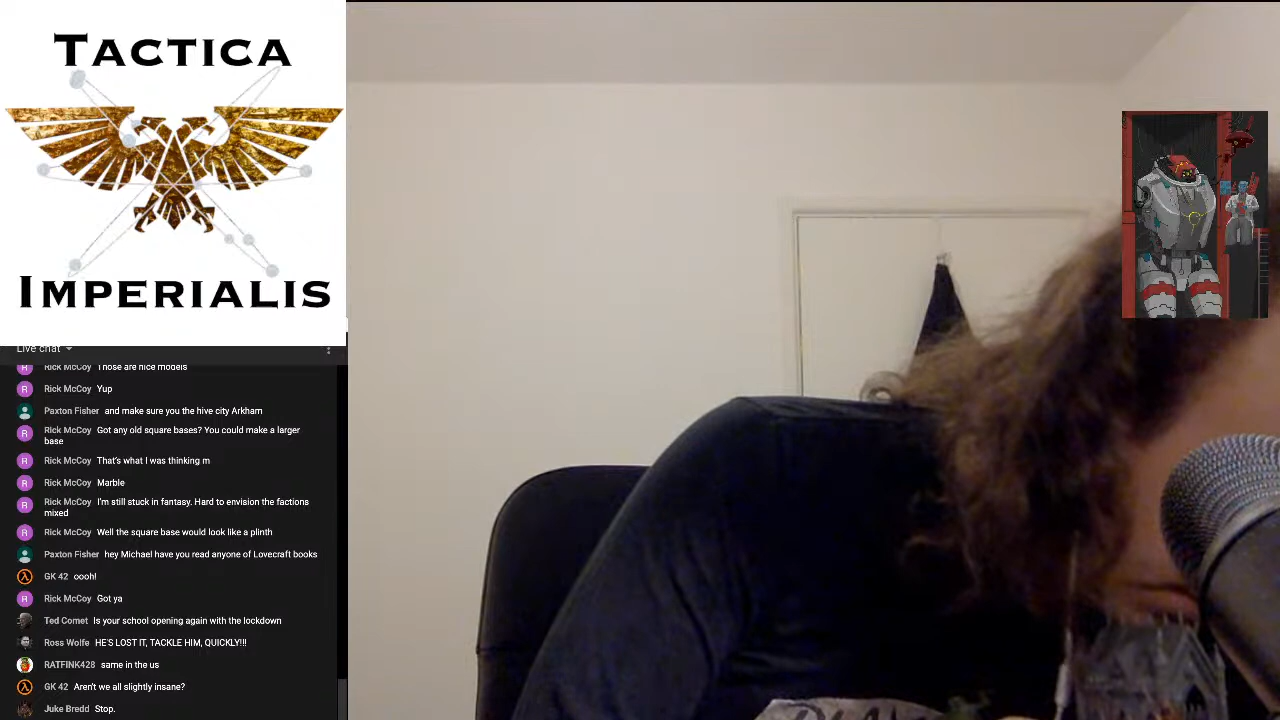 TACTICA
IMPERIALIS
Live chat
Rick McCoy Those are nice models
Rick McCoy Yup
Paxton Fisher and make sure you the hive city Arkham
Rick McCoy Got any old square bases? You could make a larger
base
Rick McCoy That's what I was thinking m
Rick McCoy Marble
Rick McCoy I'm still stuck in fantasy. Hard to envision the factions
mixed
Rick McCoy Well the square base would look like a plinth
Paxton Fisher hey Michael have you read anyone of Lovecraft books
GK 42 oooh!
Rick McCoy Got ya
Ted Comet Is your school opening again with the lockdown
Ross Wolfe HE'S LOST IT, TACKLE HIM, QUICKLY!!!
RATFINK428 same in the us
GK 42 Aren't we all slightly insane?
Juke Bredd Stop.